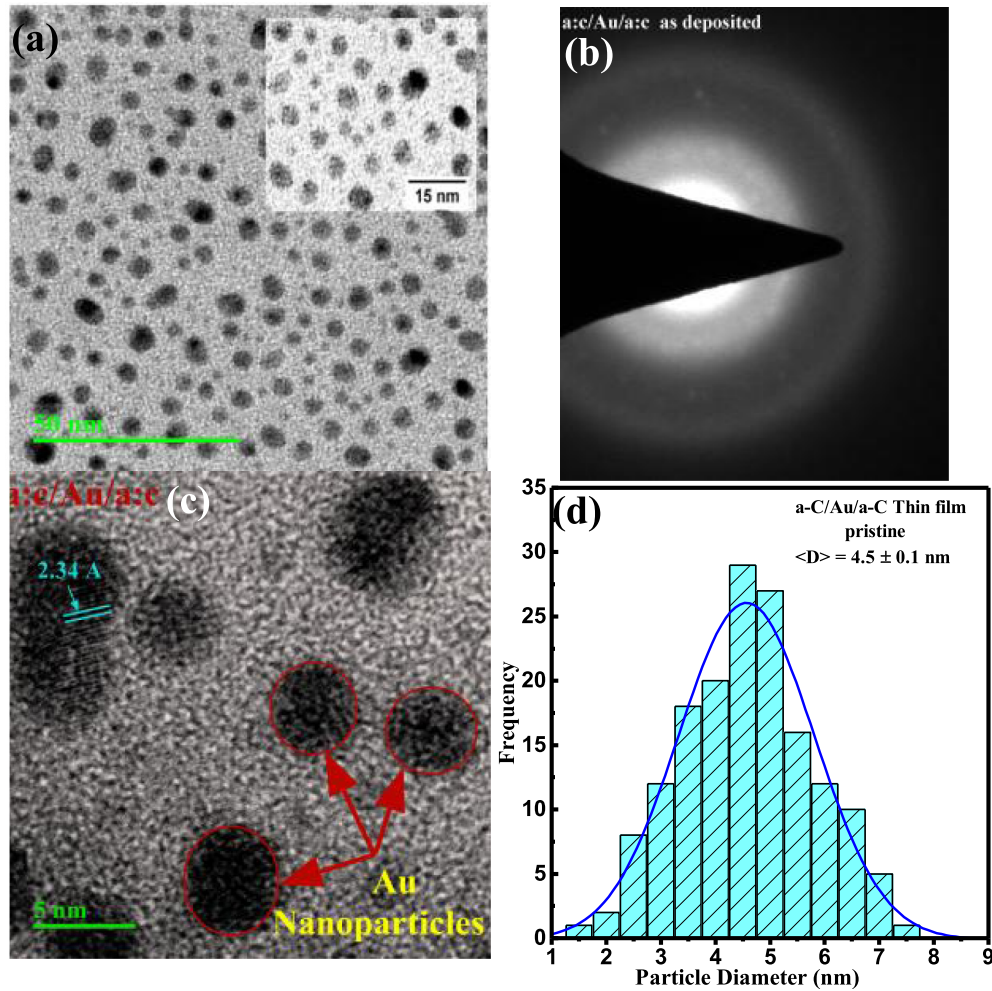 (a)
15 nm
50 nm
a:c/Au/a:c as deposited
(b)
a:c/Au/a:c (c)
2.34 A
Au
Nanoparticles
5 nm
(d)
a-C/Au/a-C Thin film
pristine
<D> = 4.5 ± 0.1 nm
35
30
25
20
15
10
5
0
Frequency
1 2 3 4 5 6 7 8 9
Particle Diameter (nm)